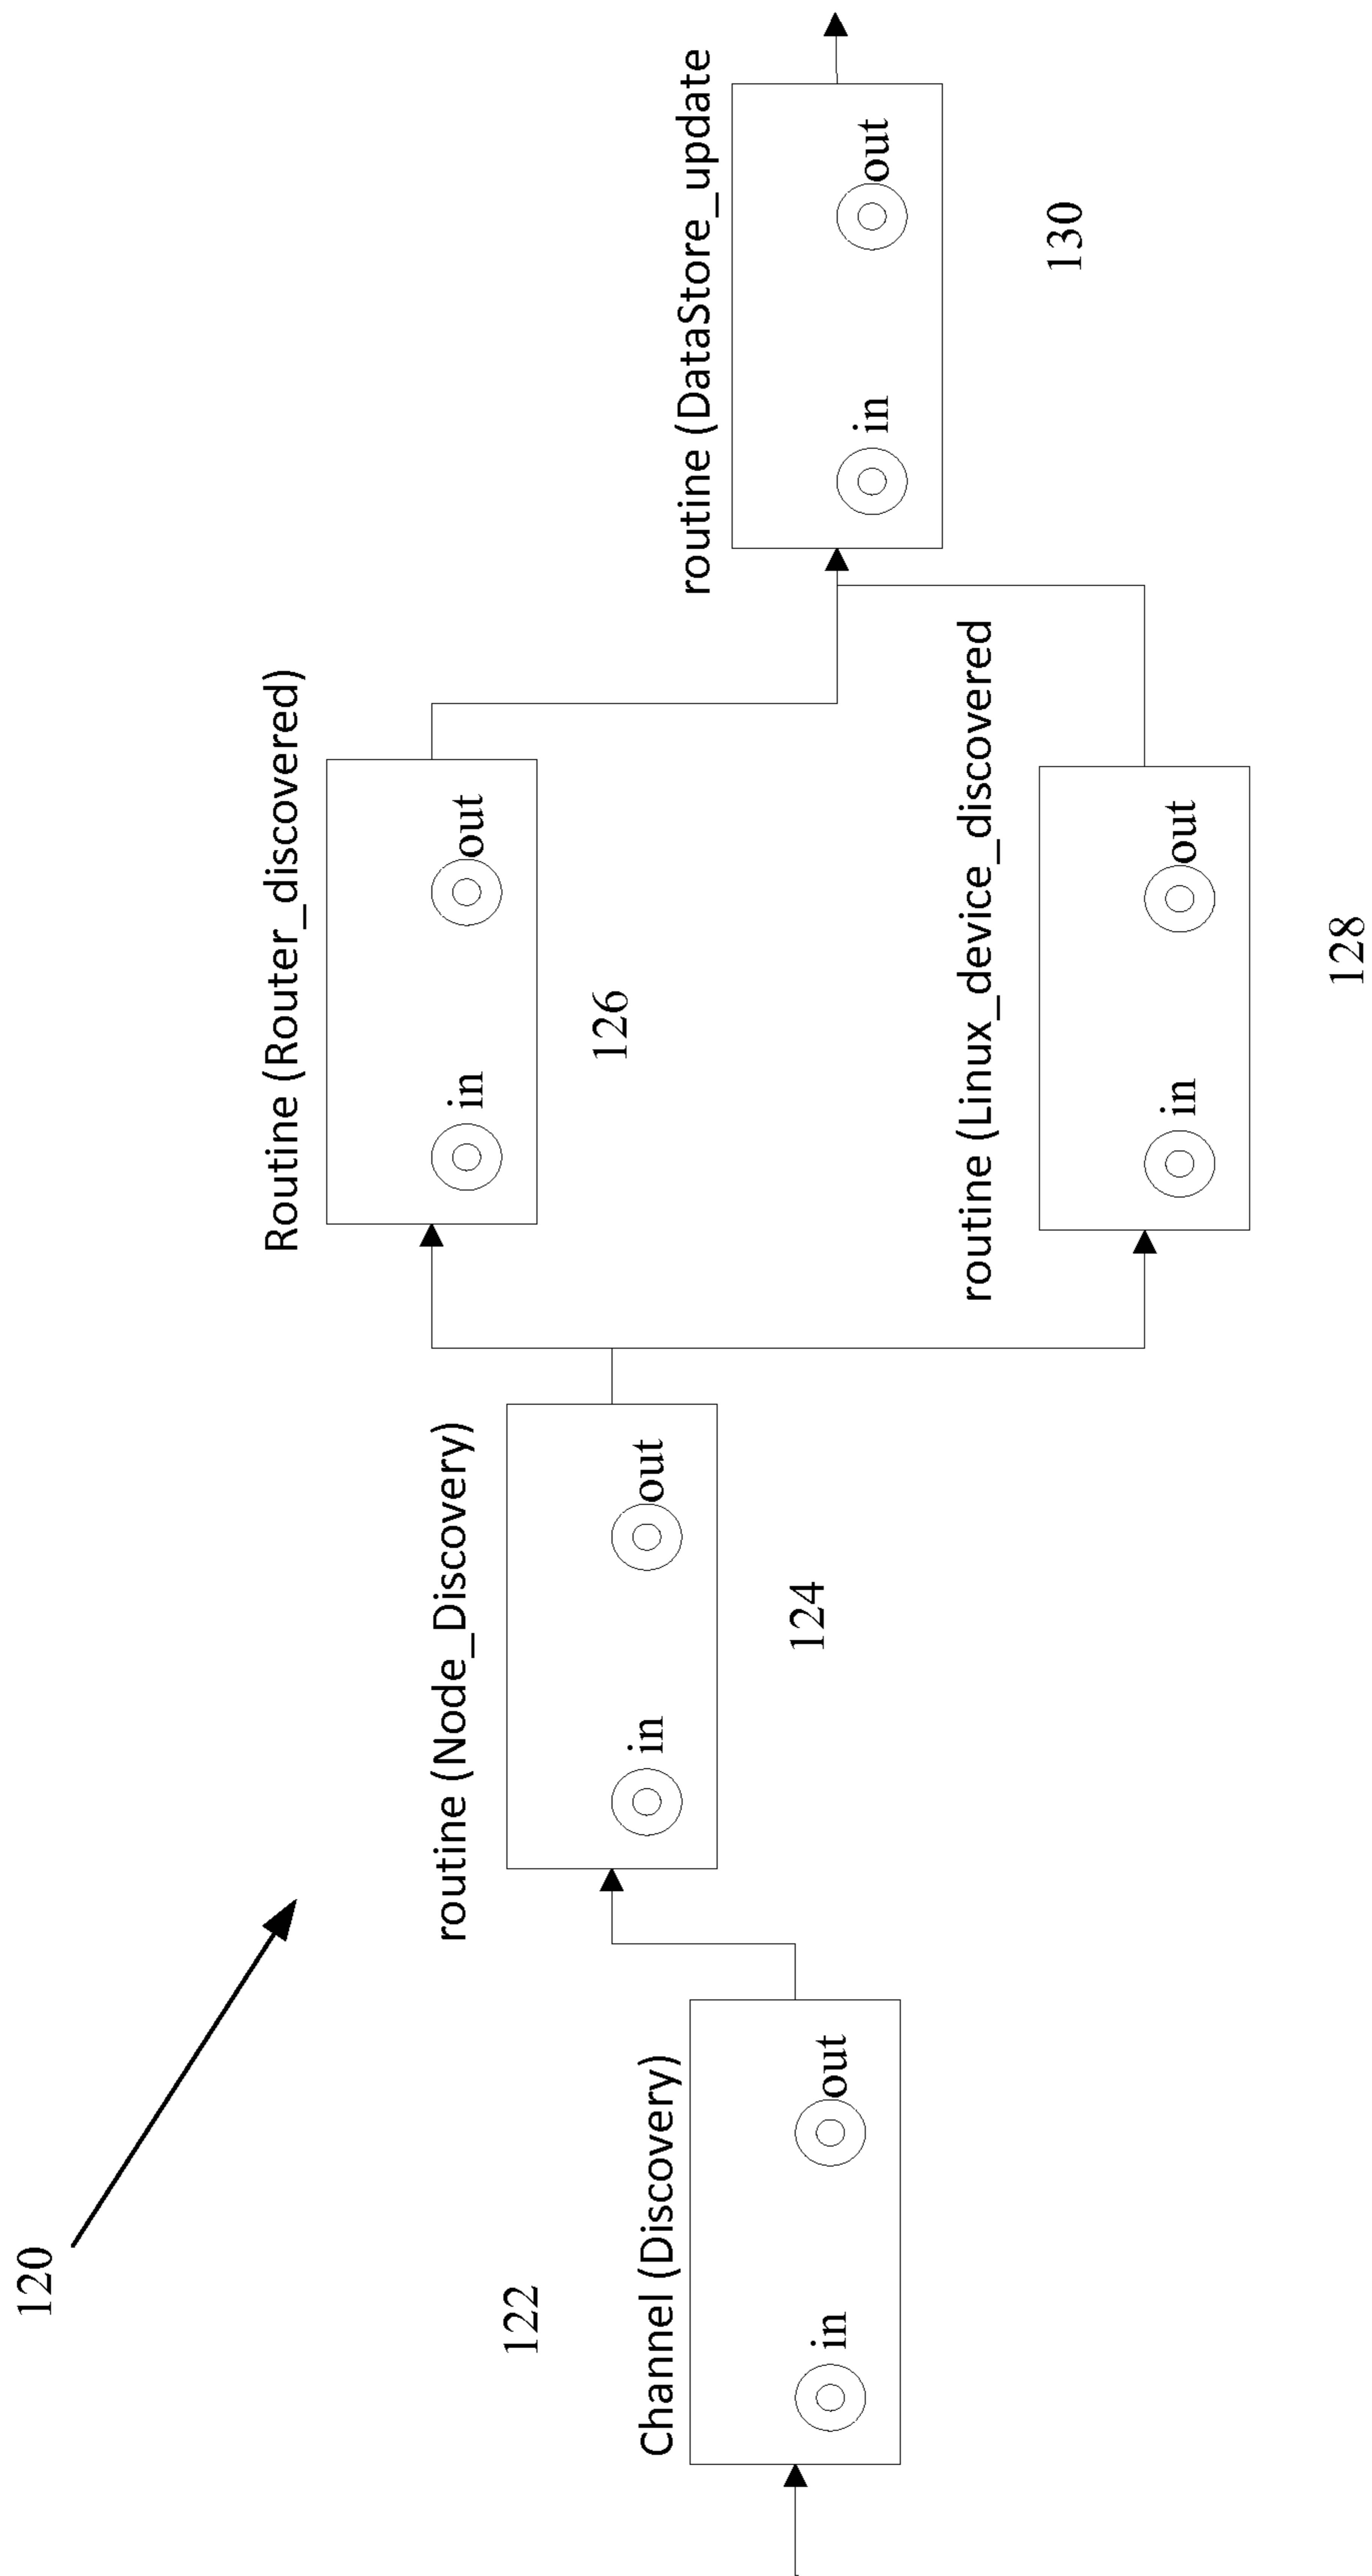 120
122
Channel (Discovery)
in
out
routine (Node_Discovery)
in
out
124
Routine (Router_discovered)
in
out
126
routine (Linux_device_discovered
in
out
128
routine (DataStore_update
in
out
130